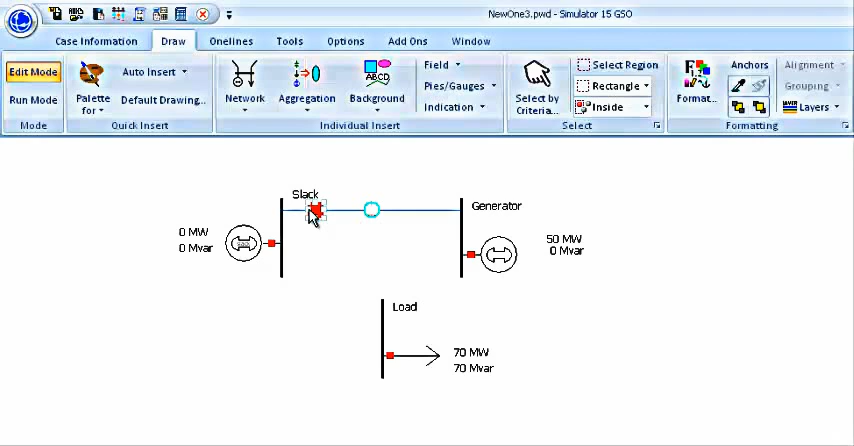 NewOne3.pwd - Simulator 15 GSO
Case Information Draw Onelines Tools Options Add Ons Window
Edit Mode
Run Mode
Mode
Palette for
Auto Insert
Default Drawing...
Quick Insert
Network
Aggregation
ABCD
Background
Field
Pies/Gauges
Indication
Individual Insert
Select by Criteria...
Select Region
Rectangle
Inside
Select
Format...
Anchors
Formatting
Alignment
Grouping
Layers
Slack
Generator
0 MW
0 Mvar
50 MW
0 Mvar
Load
70 MW
70 Mvar